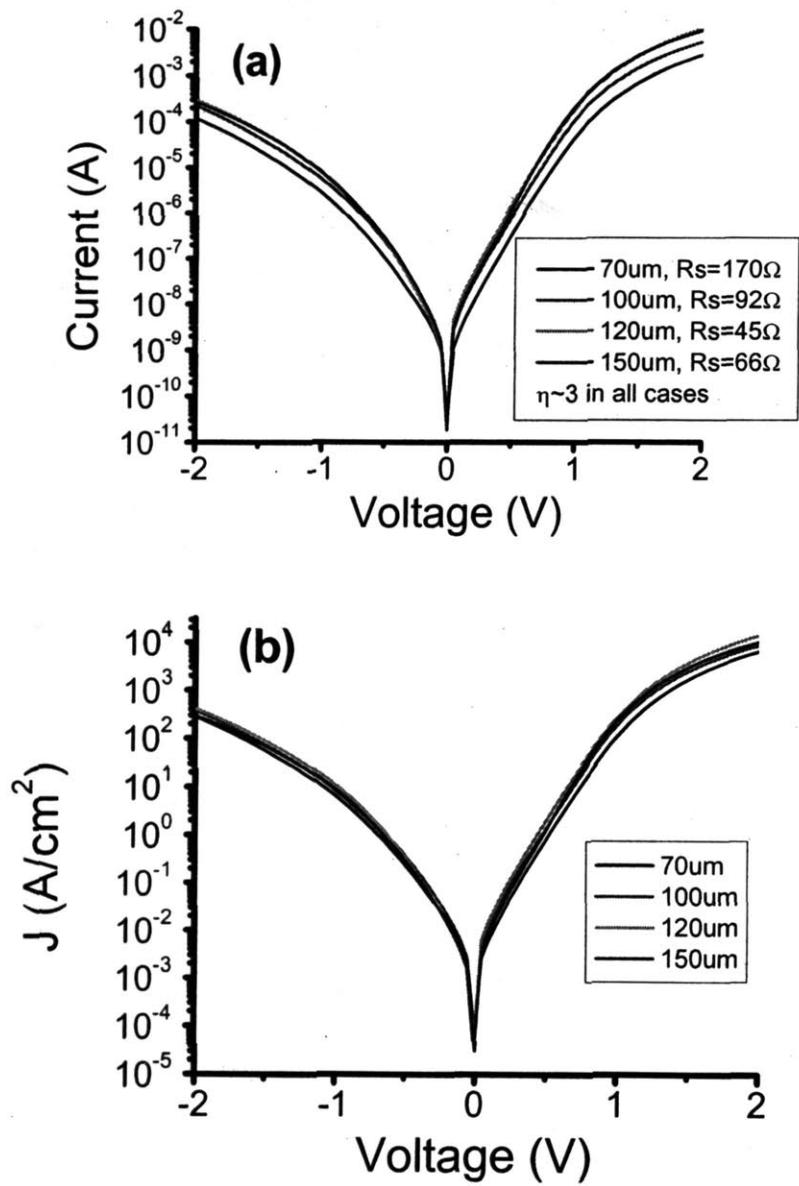 (a)
Current (A)
10^-2
10^-3
10^-4
10^-5
10^-6
10^-7
10^-8
10^-9
10^-10
10^-11
-2 -1 0 1 2
Voltage (V)
70um, Rs=170Ω
100um, Rs=92Ω
120um, Rs=45Ω
150um, Rs=66Ω
η~3 in all cases
(b)
J (A/cm^2)
10^4
10^3
10^2
10^1
10^0
10^-1
10^-2
10^-3
10^-4
10^-5
-2 -1 0 1 2
Voltage (V)
70um
100um
120um
150um